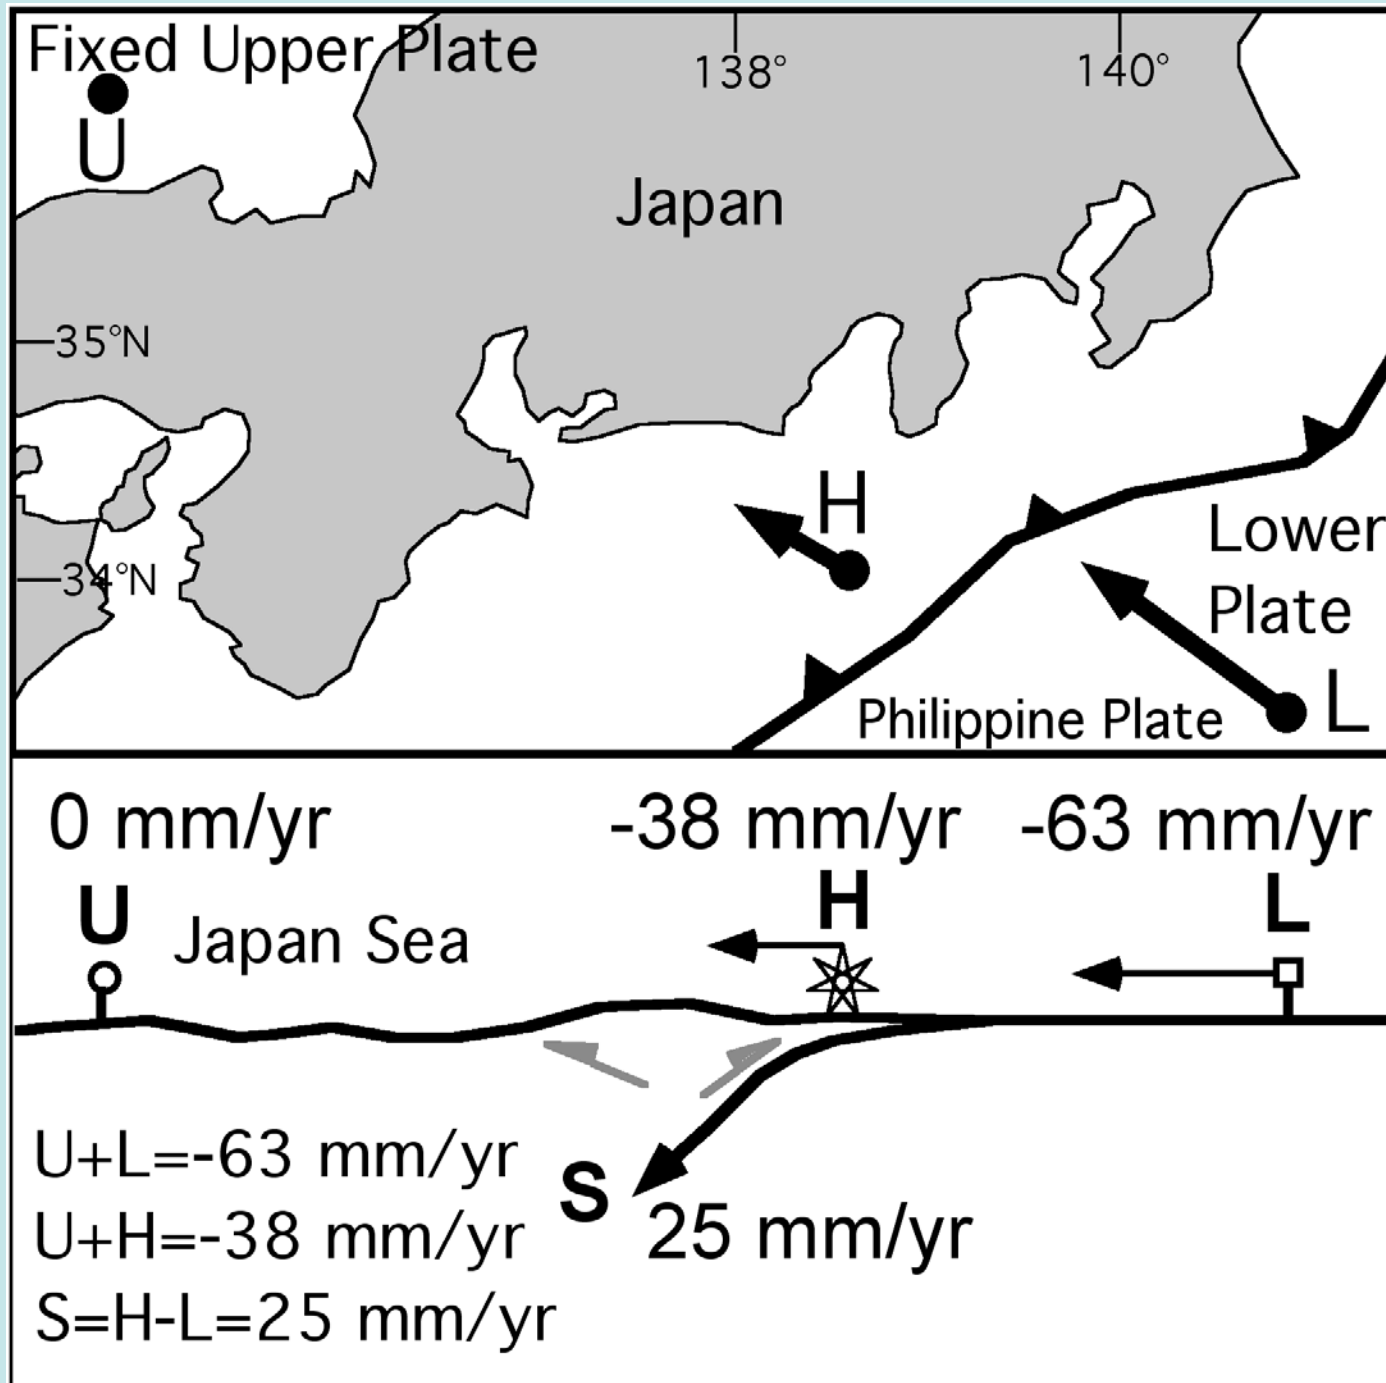 Fixed Upper Plate
138°
140°
U
Japan
35°N
H
Lower
Plate
34°N
L
Philippine Plate
0 mm/yr
-38 mm/yr
-63 mm/yr
U
H
L
Japan Sea
U+L=-63 mm/yr
S
25 mm/yr
U+H=-38 mm/yr
S=H-L=25 mm/yr